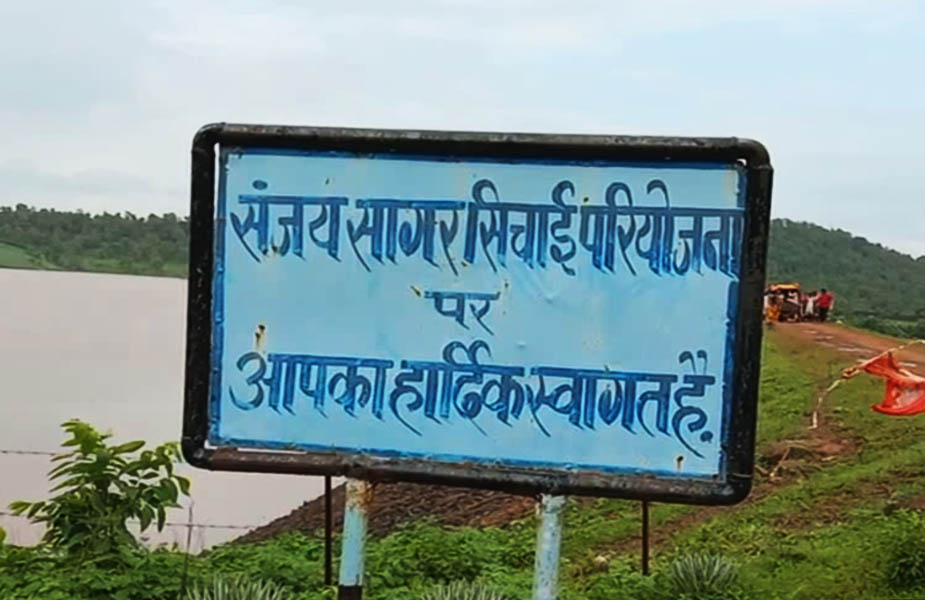 संजय सागर सिचाई परियोजना
पर
आपका हार्दिक स्वागत है.